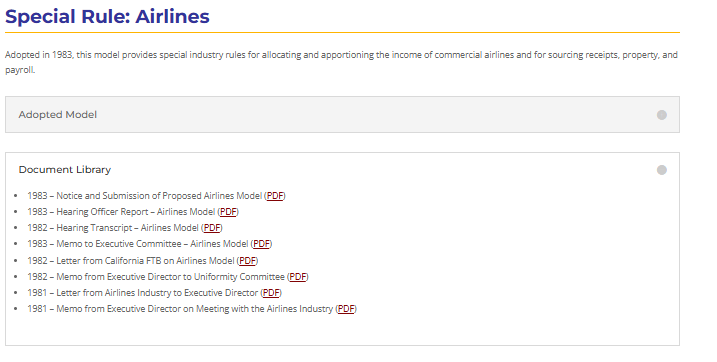 Special Rule: Airlines
Adopted in 1983, this model provides special industry rules for allocating and apportioning the income of commercial airlines and for sourcing receipts, property, and
payroll.
Adopted Model
Document Library
• 1983 – Notice and Submission of Proposed Airlines Model (PDF)
• 1983 – Hearing Officer Report – Airlines Model (PDF)
• 1982 – Hearing Transcript – Airlines Model (PDF)
• 1983 – Memo to Executive Committee – Airlines Model (PDF)
• 1982 – Letter from California FTB on Airlines Model (PDF)
• 1982 – Memo from Executive Director to Uniformity Committee (PDF)
• 1981 – Letter from Airlines Industry to Executive Director (PDF)
• 1981 – Memo from Executive Director on Meeting with the Airlines Industry (PDF)